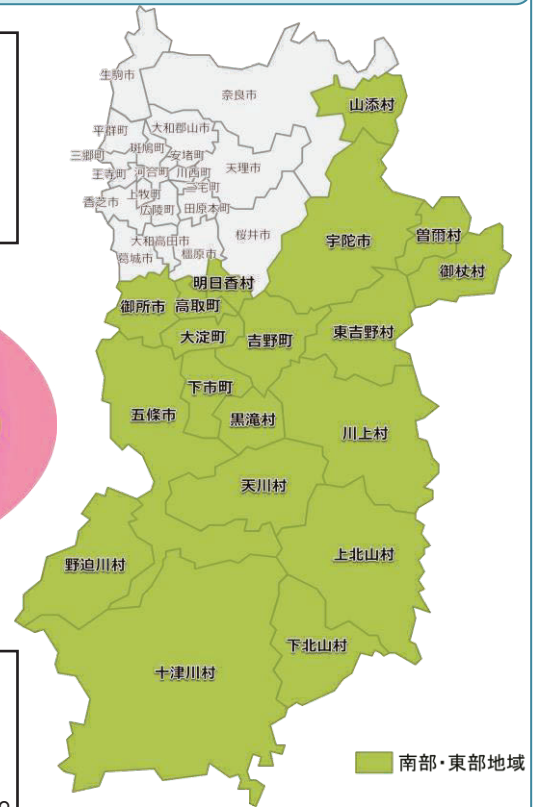 生駒市
奈良市
山添村
平群町
大和郡山市
斑鳩町
安堵町
三郷町
王寺町
河合町
川西町
天理市
三宅町
上牧町
香芝市
広陵町
田原本町
桜井市
宇陀市
曽爾村
大和高田市
橿原市
葛城市
御杖村
明日香村
御所市
高取町
大淀町
吉野町
東吉野村
下市町
五條市
黒滝村
川上村
天川村
上北山村
野迫川村
下北山村
十津川村
南部・東部地域